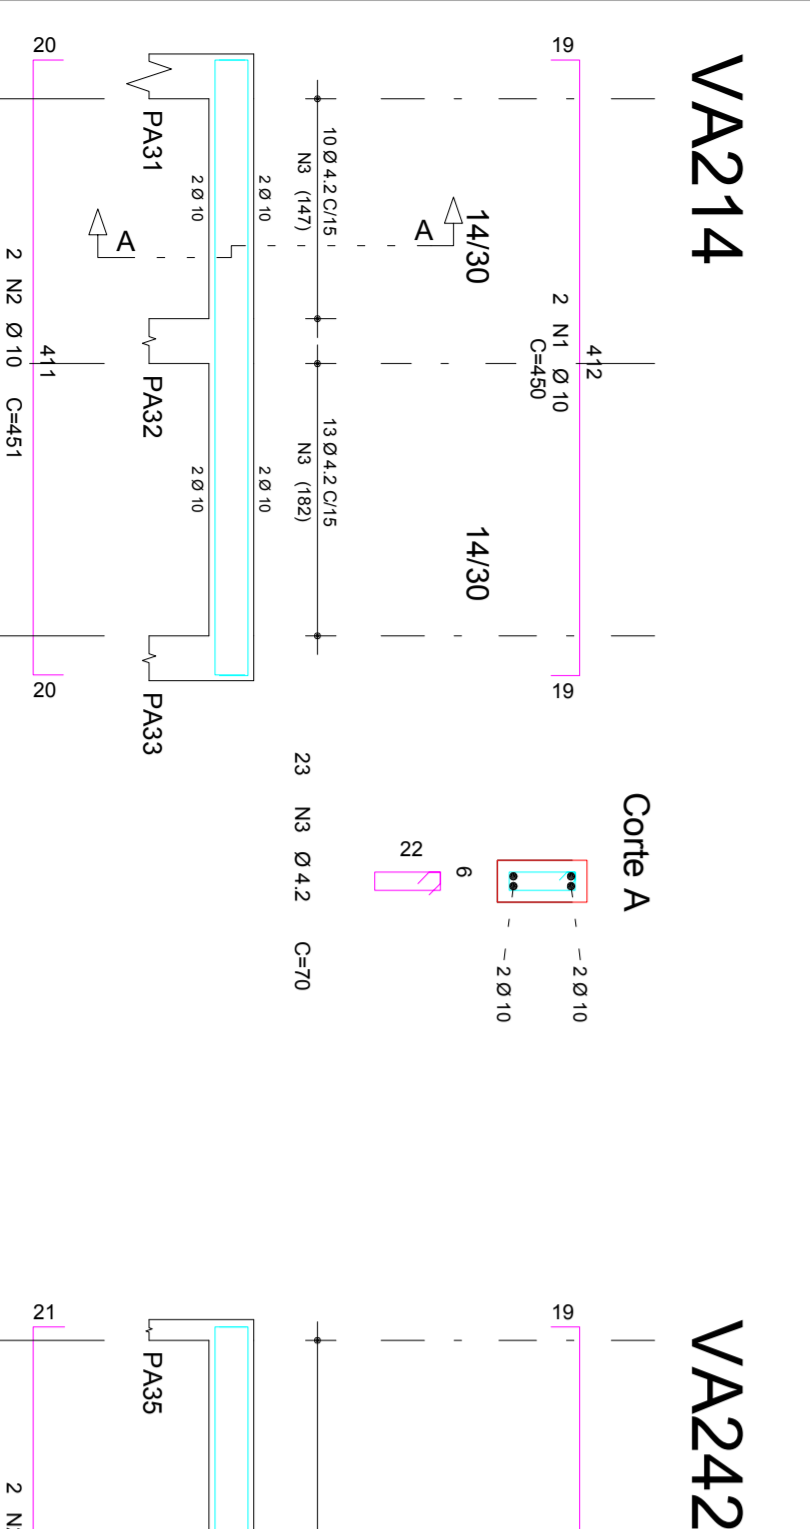 VA214
19
412
19
2 N1 Ø 10
C=450
14/30
14/30
A
10 Ø 4.2 C/15
N3 (147)
13 Ø 4.2 C/15
N3 (182)
2 Ø 10
2 Ø 10
2 Ø 10
2 Ø 10
PA31
PA32
PA33
A
20
411
20
2 N2 Ø 10 C=451
Corte A
2 Ø 10
2 Ø 10
6
22
23 N3 Ø 4.2 C=70
VA242
19
PA35
21